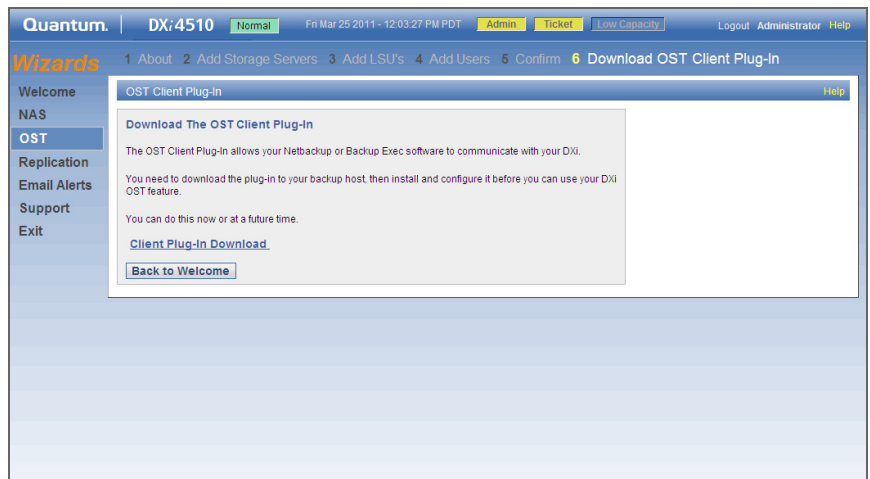 Quantum. DXi4510 Normal Fri Mar 25 2011 - 12:03:27 PM PDT Admin Ticket Low Capacity Logout Administrator Help
Wizards 1 About 2 Add Storage Servers 3 Add LSU's 4 Add Users 5 Confirm 6 Download OST Client Plug-In
Welcome
NAS
OST
Replication
Email Alerts
Support
Exit
OST Client Plug-In Help
Download The OST Client Plug-In
The OST Client Plug-In allows your Netbackup or Backup Exec software to communicate with your DXi.
You need to download the plug-in to your backup host, then install and configure it before you can use your DXi
OST feature.
You can do this now or at a future time.
Client Plug-In Download
Back to Welcome